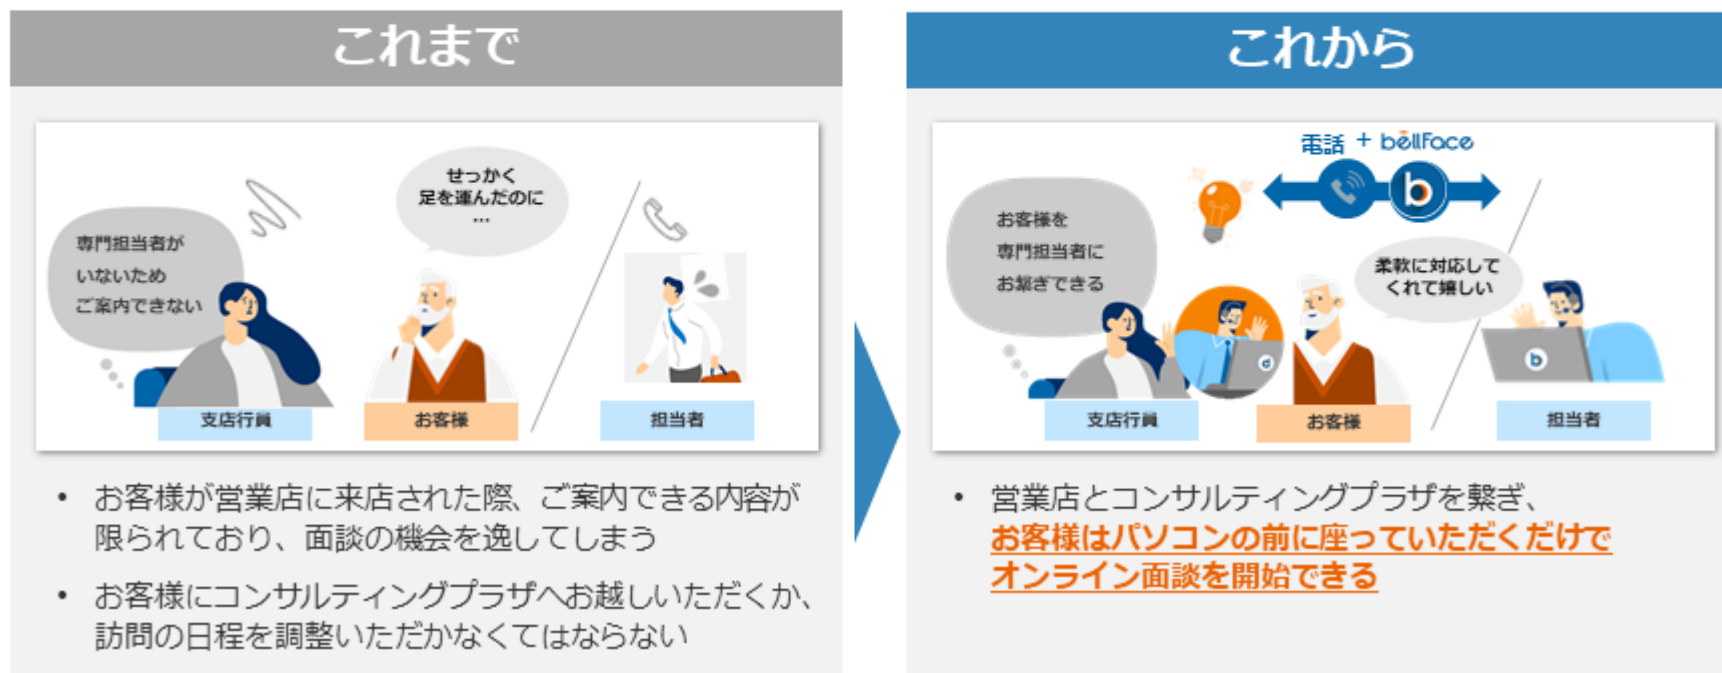 これまで
専門担当者が
いないため
ご案内できない
せっかく
足を運んだのに
…
支店行員
お客様
担当者
• お客様が営業店に来店された際、ご案内できる内容が
限られており、面談の機会を逸してしまう
• お客様にコンサルティングプラザへお越しいただくか、
訪問の日程を調整いただかなくてはならない
これから
電話 + bellFace
b
お客様を
専門担当者に
お繋ぎできる
柔軟に対応して
くれて嬉しい
d
b
支店行員
お客様
担当者
• 営業店とコンサルティングプラザを繋ぎ、
お客様はパソコンの前に座っていただくだけで
オンライン面談を開始できる